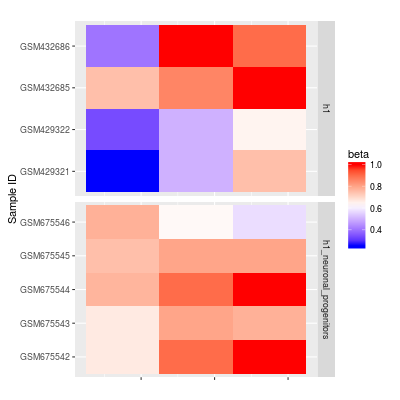 GSM432686
GSM432685
GSM429322
GSM429321
h1
GSM675546
GSM675545
GSM675544
GSM675543
GSM675542
h1_neuronal_progenitors
Sample ID
beta
1.0
0.8
0.6
0.4